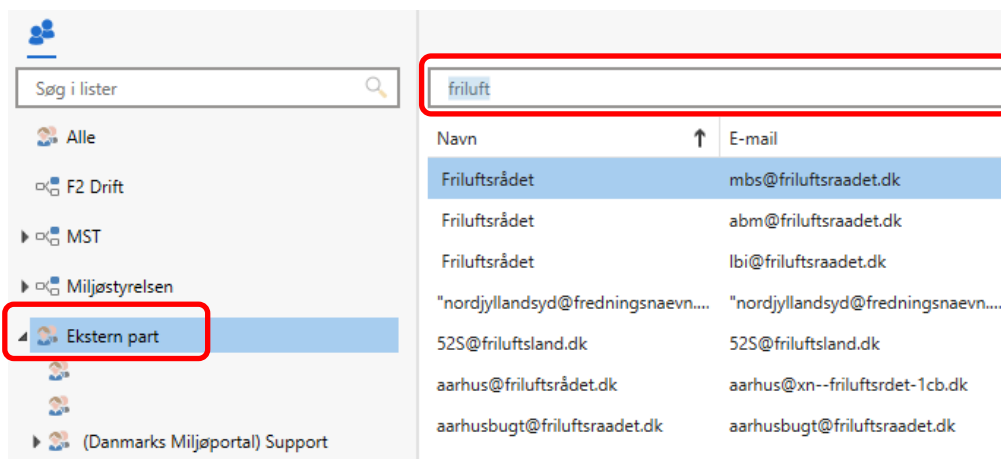 Søg i lister
Alle
F2 Drift
MST
Miljøstyrelsen
Ekstern part
(Danmarks Miljøportal) Support
friluft
Navn E-mail
Friluftsrådet mbs@friluftsraadet.dk
Friluftsrådet abm@friluftsraadet.dk
Friluftsrådet lbi@friluftsraadet.dk
"nordjyllandsyd@fredningsnaevn.... "nordjyllandsyd@fredningsnaevn....
52S@friluftsland.dk 52S@friluftsland.dk
aarhus@friluftsrådet.dk aarhus@xn--friluftsrdet-1cb.dk
aarhusbugt@friluftsraadet.dk aarhusbugt@friluftsraadet.dk